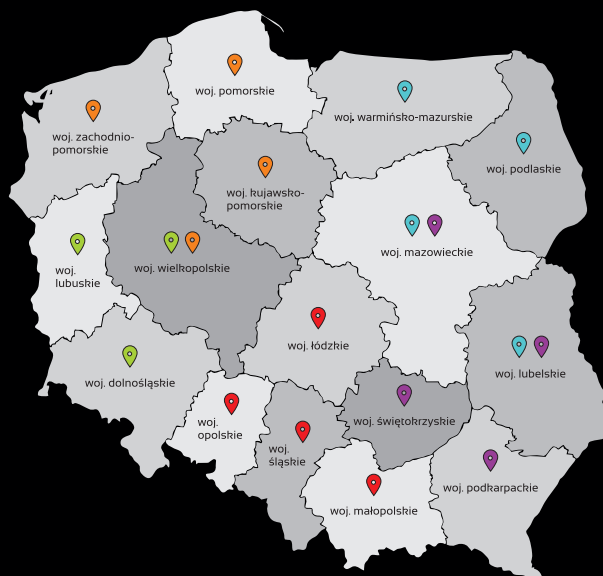 woj. pomorskie
woj. warmińsko-mazurskie
woj. zachodnio-
pomorskie
woj. podlaskie
woj. kujawsko-
pomorskie
woj. mazowieckie
woj. wielkopolskie
woj.
lubuskie
woj. łódzkie
woj. lubelskie
woj. dolnośląskie
woj.
opolskie
woj. świętokrzyskie
woj.
śląskie
woj. podkarpackie
woj. małopolskie